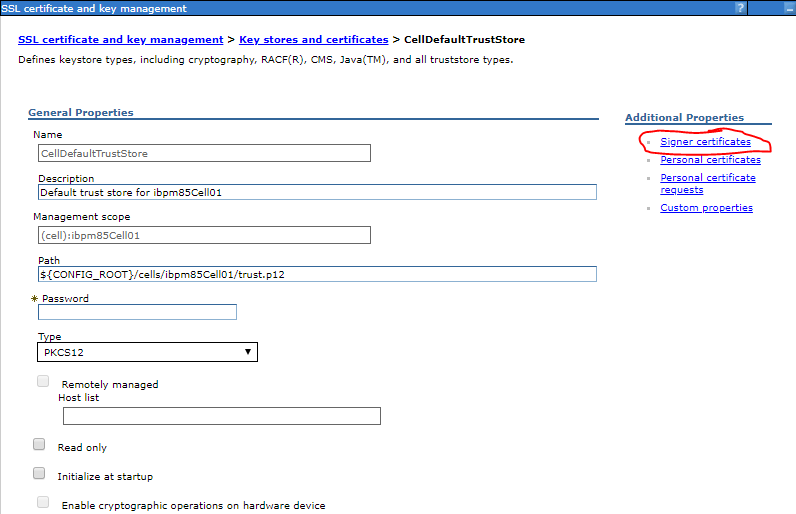 SSL certificate and key management ? _
SSL certificate and key management > Key stores and certificates > CellDefaultTrustStore
Defines keystore types, including cryptography, RACF(R), CMS, Java(TM), and all truststore types.
General Properties
Name
CellDefaultTrustStore
Description
Default trust store for ibpm85Cell01
Management scope
(cell):ibpm85Cell01
Path
${CONFIG_ROOT}/cells/ibpm85Cell01/trust.p12
* Password
Type
PKCS12
Remotely managed
Host list
Read only
Initialize at startup
Enable cryptographic operations on hardware device
Additional Properties
Signer certificates
Personal certificates
Personal certificate
requests
Custom properties